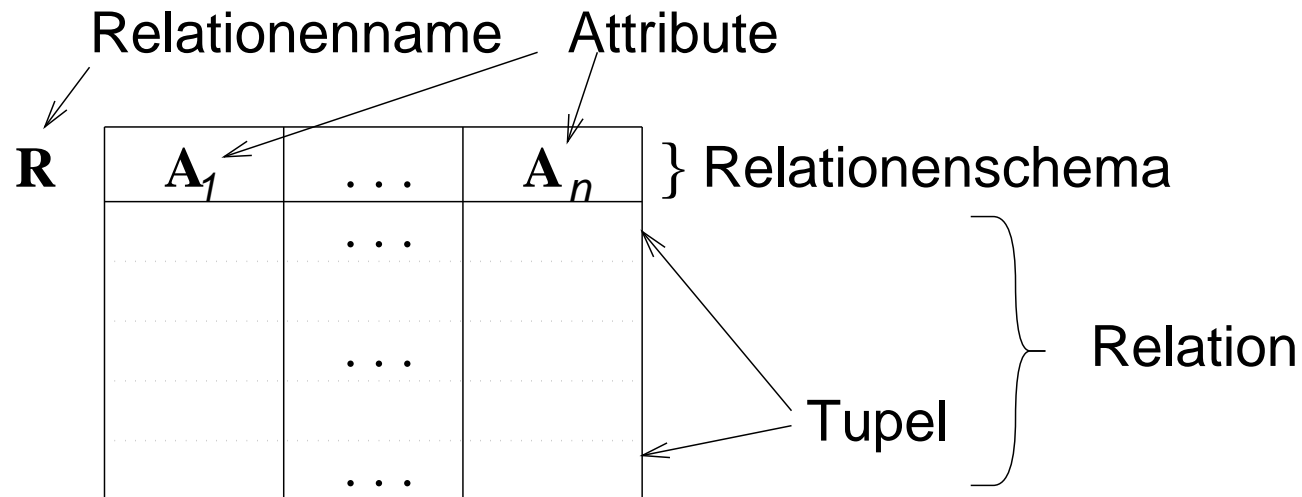 Relationenname Attribute
R A1 ... An } Relationenschema
...
... Relation
Tupel
...